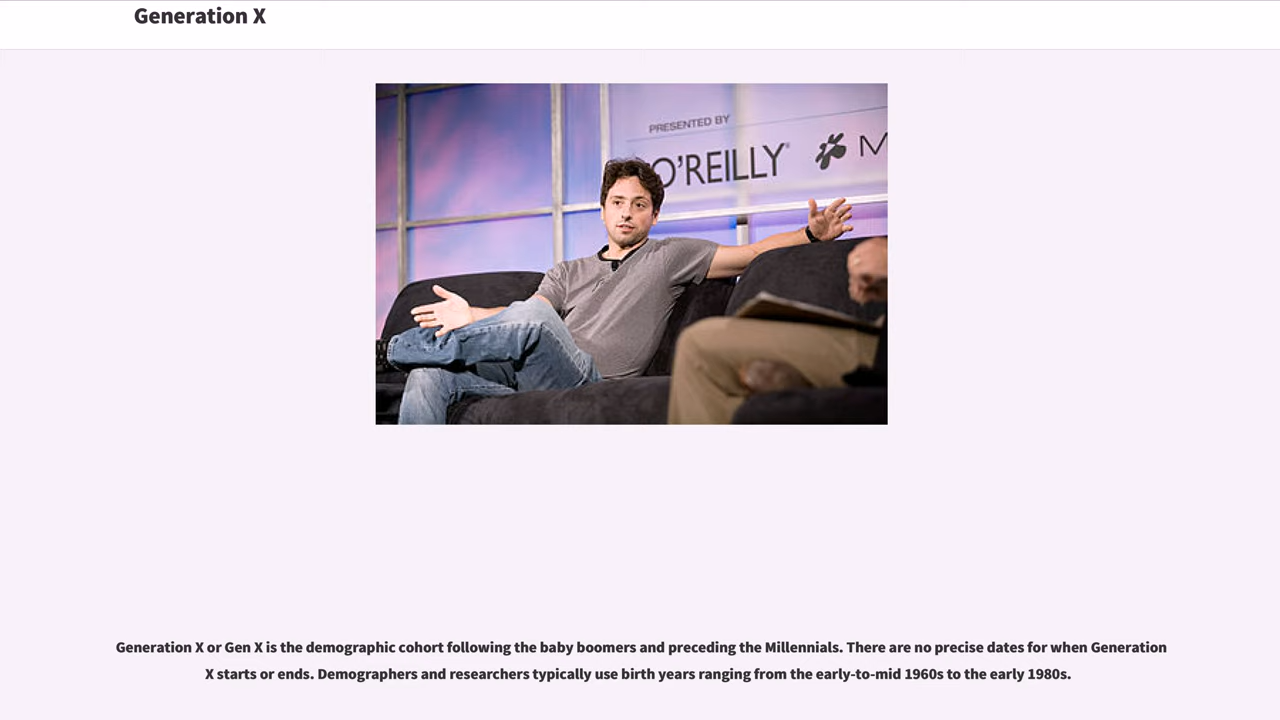 Generation X
PRESENTED BY
O'REILLY®
M
Generation X or Gen X is the demographic cohort following the baby boomers and preceding the Millennials. There are no precise dates for when Generation
X starts or ends. Demographers and researchers typically use birth years ranging from the early-to-mid 1960s to the early 1980s.